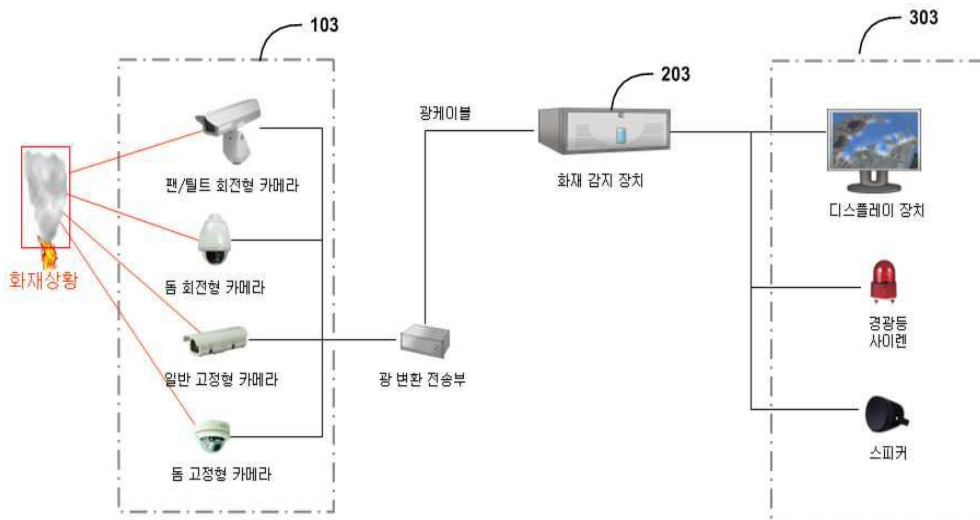 103
303
203
광케이블
팬/틸트 회전형 카메라
화재 감지 장치
디스플레이 장치
화재상황
돔 회전형 카메라
경광등
사이렌
일반 고정형 카메라
광 변환 전송부
돔 고정형 카메라
스피커